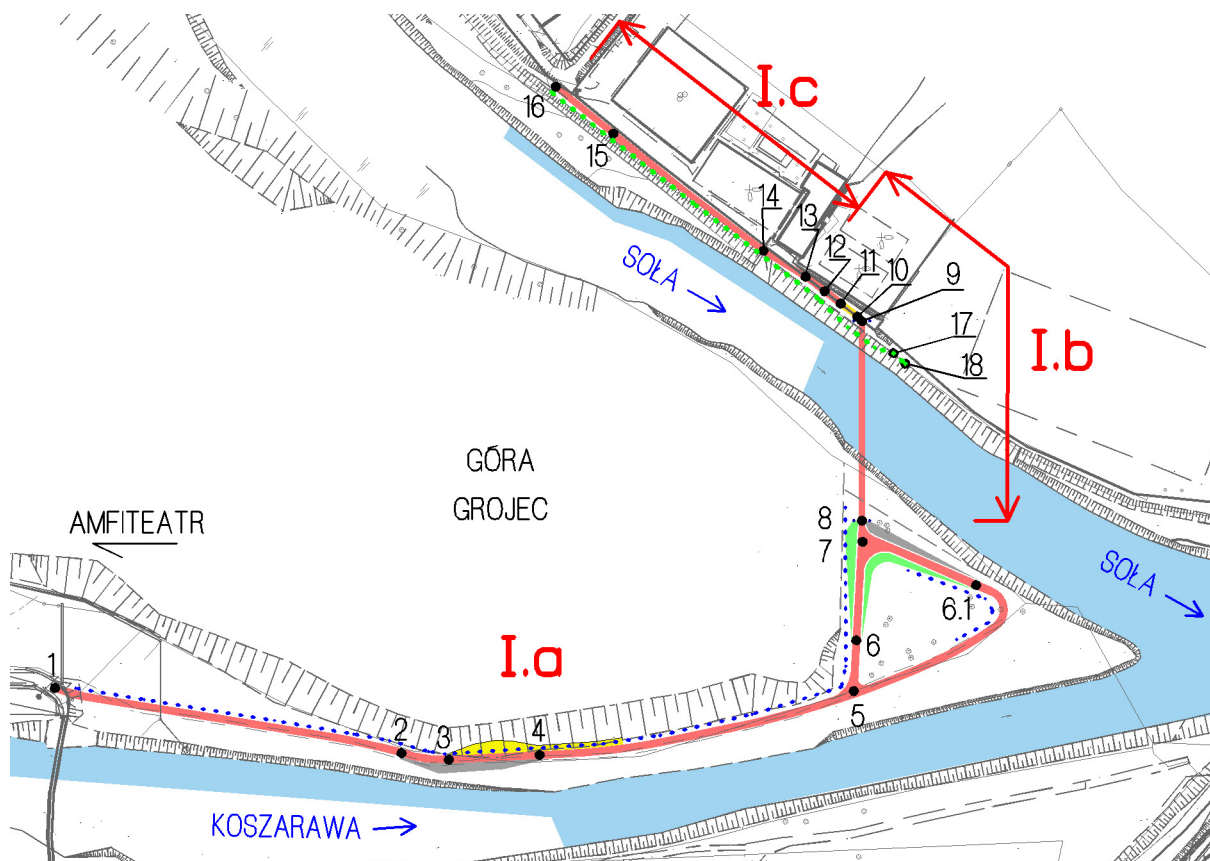 I.c
16
15
14
13
12
11
10
9
SOŁA →
17
18
I.b
GÓRA
GROJEC
AMFITEATR
8
7
SOŁA →
6.1
I.a
6
1
2
3
4
5
KOSZARAWA →